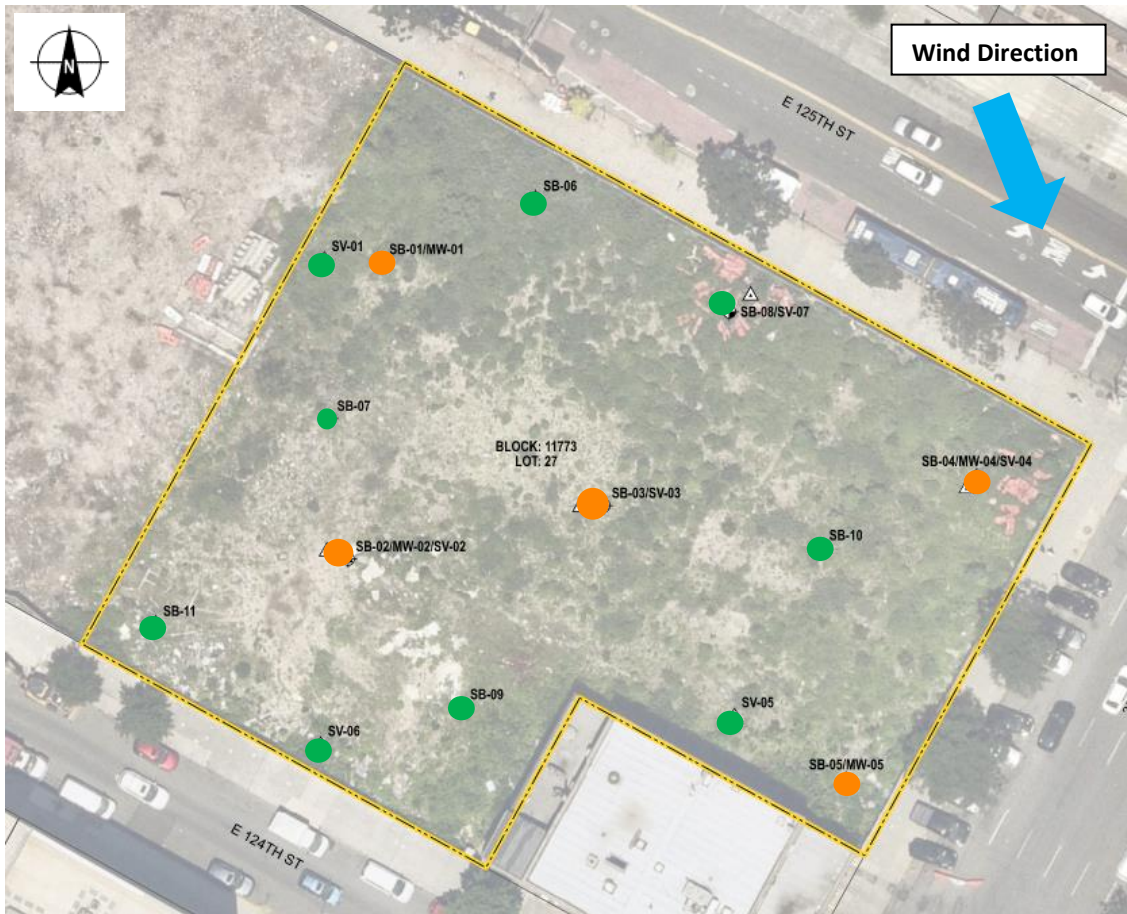 N
Wind Direction
E 125TH ST
SB-06
SV-01
SB-01/MW-01
SB-08/SV-07
SB-07
BLOCK: 11773
LOT: 27
SB-04/MW-04/SV-04
SB-03/SV-03
SB-10
SB-02/MW-02/SV-02
SB-11
SB-09
SV-05
SV-06
SB-05/MW-05
E 124TH ST